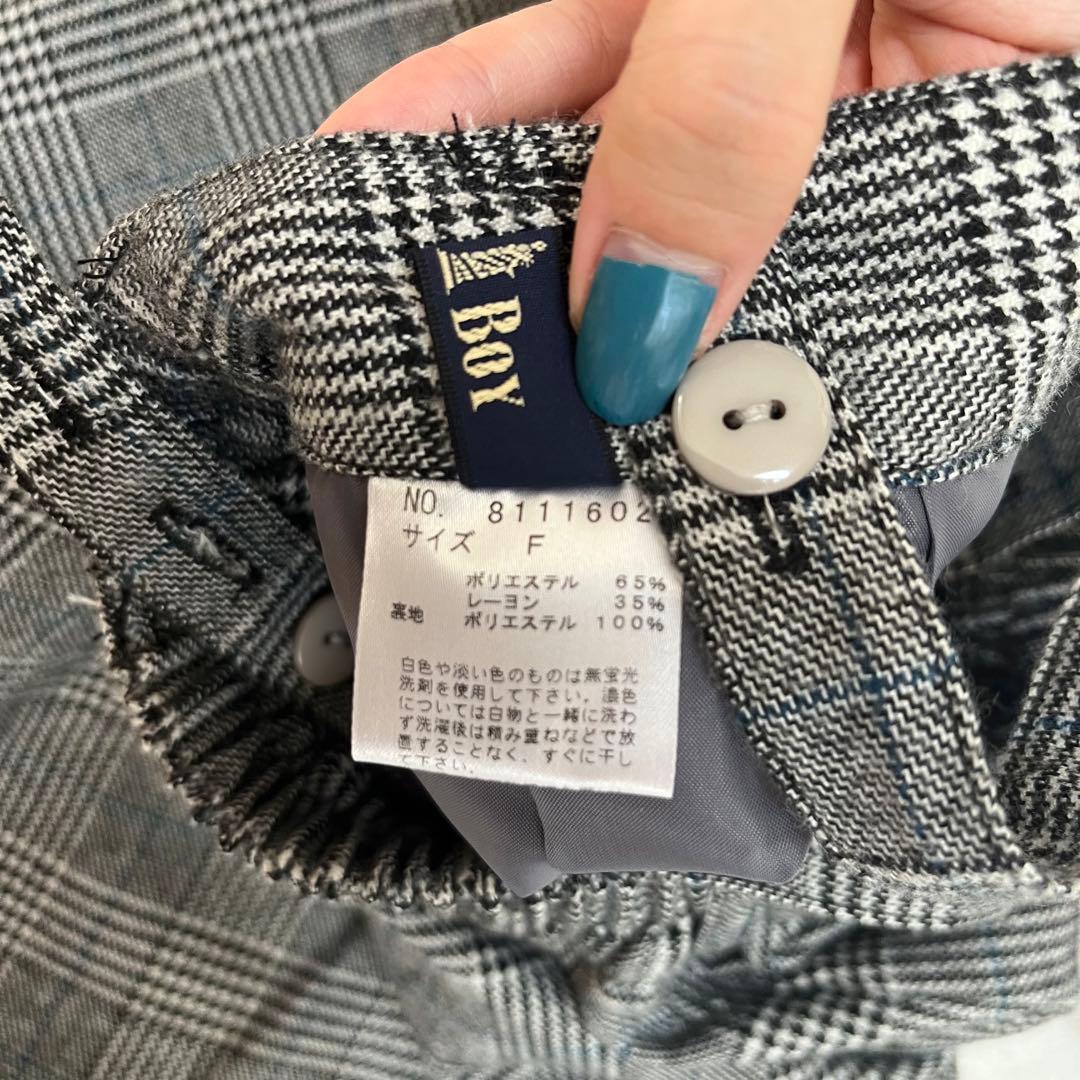 BOY
NO. 8111602
サイズ F
ポリエステル 65%
レーヨン 35%
裏地 ポリエステル 100%
白色や淡い色のものは無蛍光
洗剤を使用して下さい。濃色
については白物と一緒に洗わ
ず洗濯後は積み重ねなどで放
置することなく、すぐに干し
て下さい。